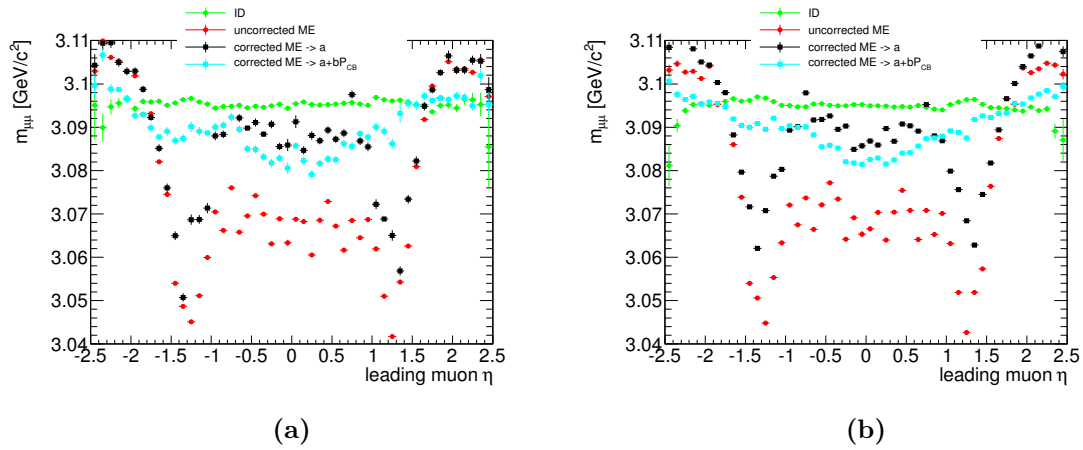 ID
uncorrected ME
corrected ME -> a
corrected ME -> a+bP_CB
m_μμ [GeV/c²]
3.11
3.1
3.09
3.08
3.07
3.06
3.05
3.04
-2.5 -2 -1.5 -1 -0.5 0 0.5 1 1.5 2 2.5
leading muon η
(a)
ID
uncorrected ME
corrected ME -> a
corrected ME -> a+bP_CB
m_μμ [GeV/c²]
3.11
3.1
3.09
3.08
3.07
3.06
3.05
3.04
-2.5 -2 -1.5 -1 -0.5 0 0.5 1 1.5 2 2.5
leading muon η
(b)